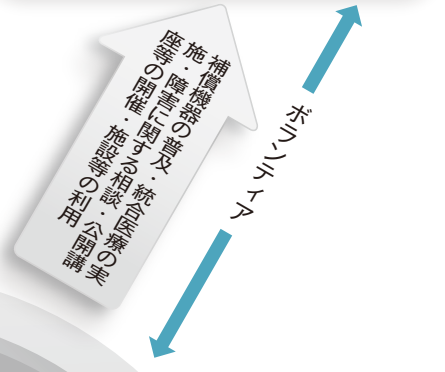 補償機器の普及・統合医療の実
施・障害に関する相談・公開講
座等の開催・施設等の利用
ボランティア